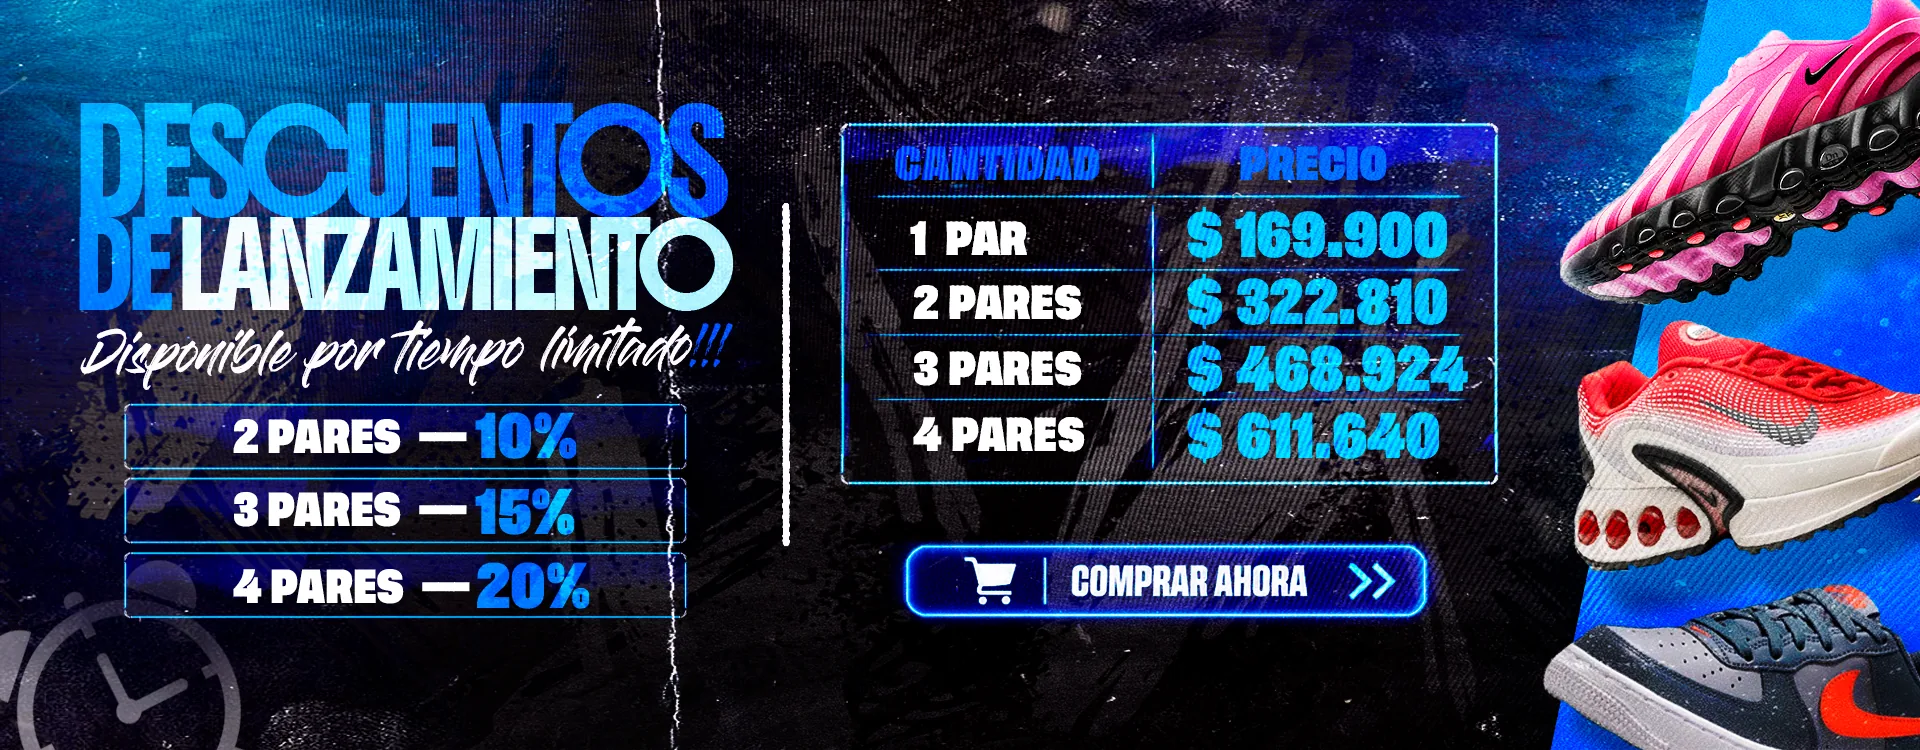 DESCUENTOS
DE LANZAMIENTO
Disponible por tiempo limitado!!!
2 PARES — 10%
3 PARES — 15%
4 PARES — 20%
CANTIDAD PRECIO
1 PAR $ 169.900
2 PARES $ 322.810
3 PARES $ 468.924
4 PARES $ 611.640
COMPRAR AHORA >>